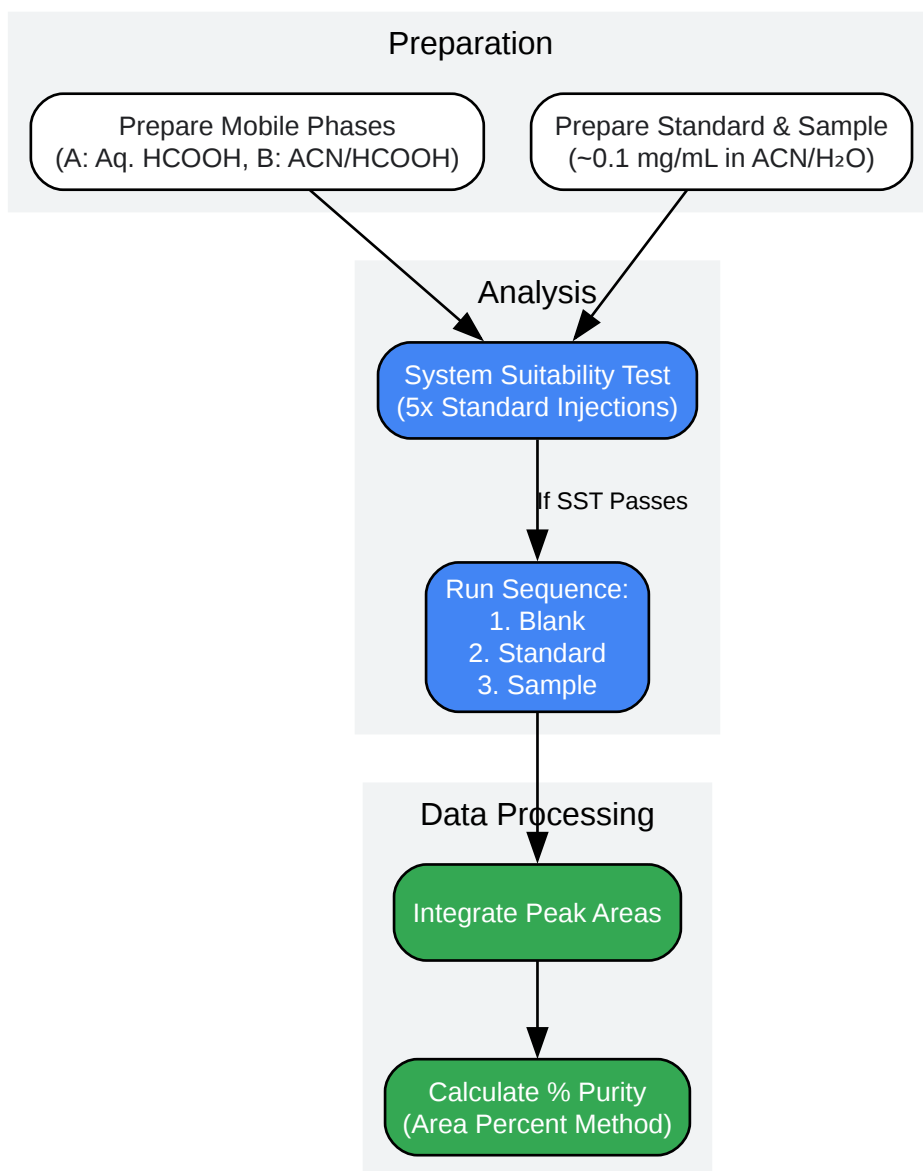 Preparation
Prepare Mobile Phases
(A: Aq. HCOOH, B: ACN/HCOOH)
Prepare Standard & Sample
(~0.1 mg/mL in ACN/H₂O)
Analysis
System Suitability Test
(5x Standard Injections)
If SST Passes
Run Sequence:
1. Blank
2. Standard
3. Sample
Data Processing
Integrate Peak Areas
Calculate % Purity
(Area Percent Method)